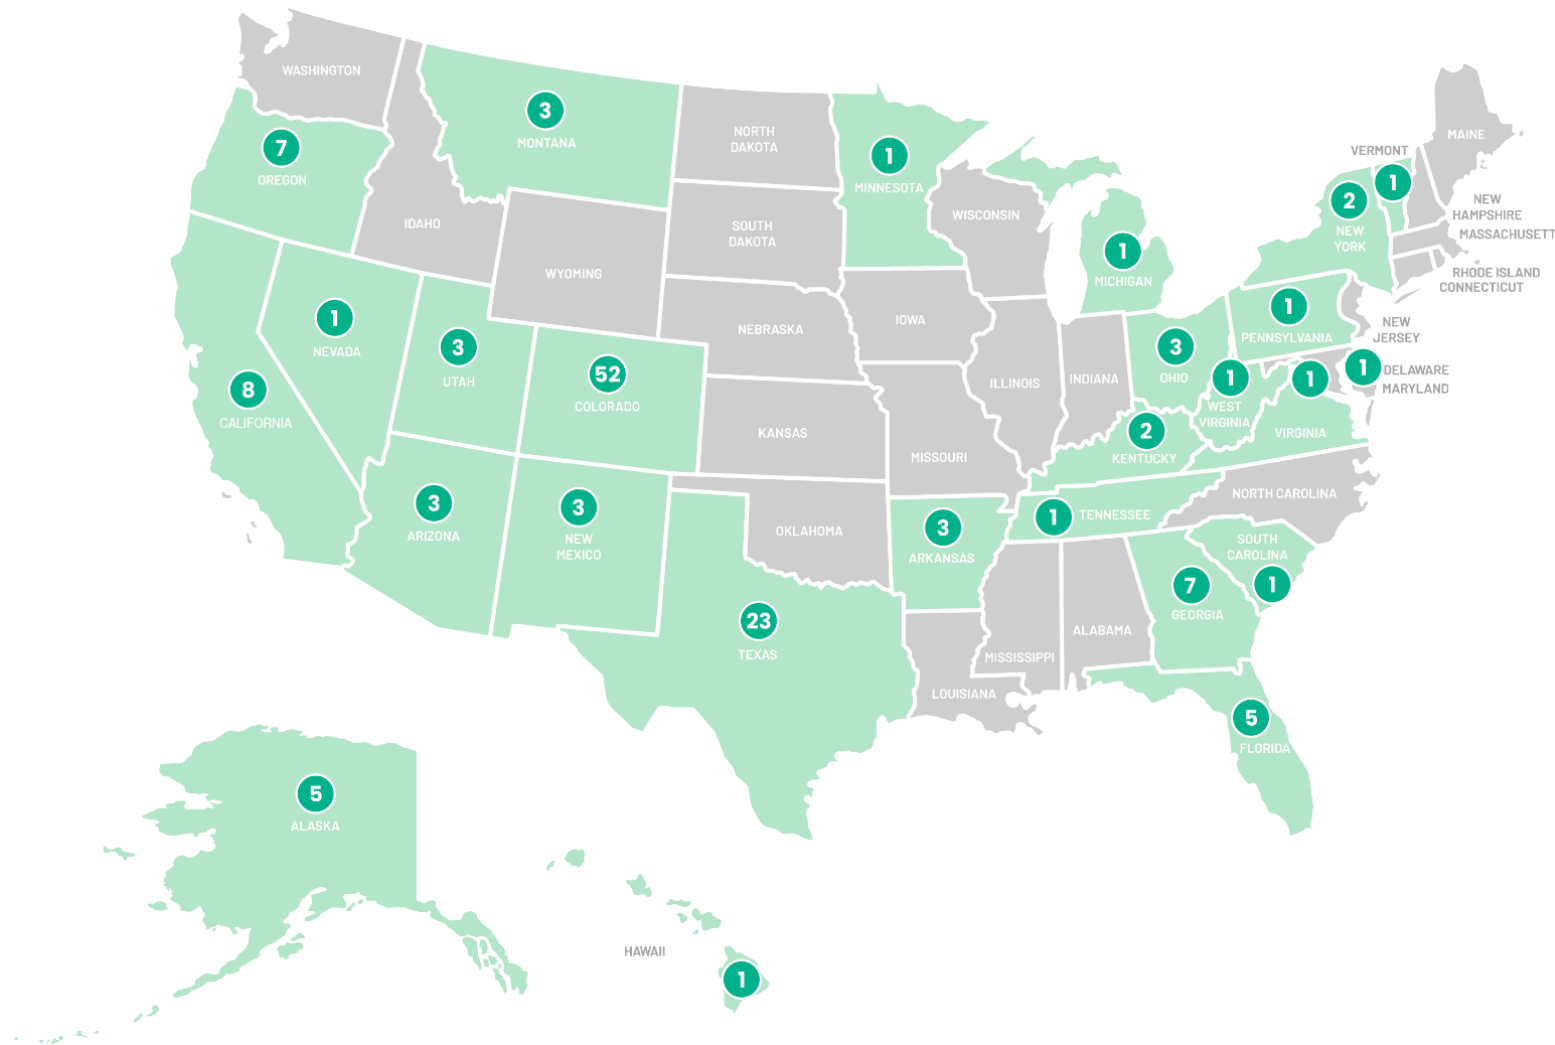 WASHINGTON
3
MONTANA
NORTH
DAKOTA
1
MINNESOTA
MAINE
VERMONT
1
7
OREGON
IDAHO
SOUTH
DAKOTA
WISCONSIN
2
NEW
YORK
NEW
HAMPSHIRE
MASSACHUSETT
WYOMING
1
MICHIGAN
RHODE ISLAND
CONNECTICUT
1
NEVADA
3
UTAH
NEBRASKA
IOWA
1
PENNSYLVANIA
NEW
JERSEY
8
CALIFORNIA
52
COLORADO
ILLINOIS
INDIANA
3
OHIO
1
WEST
VIRGINIA
1
VIRGINIA
1
DELAWARE
MARYLAND
KANSAS
MISSOURI
2
KENTUCKY
3
ARIZONA
3
NEW
MEXICO
OKLAHOMA
3
ARKANSAS
1
TENNESSEE
NORTH CAROLINA
SOUTH
CAROLINA
1
23
TEXAS
LOUISIANA
MISSISSIPPI
ALABAMA
7
GEORGIA
5
FLORIDA
5
ALASKA
HAWAII
1